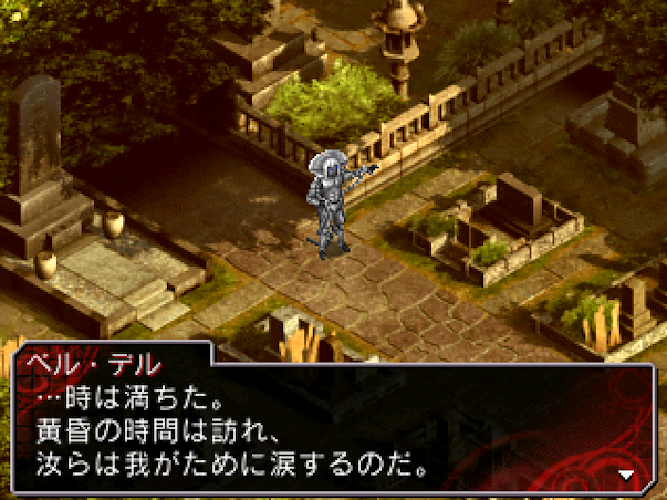 ベル・デル
…時は満ちた。
黄昏の時間は訪れ、
汝らは我がために涙するのだ。